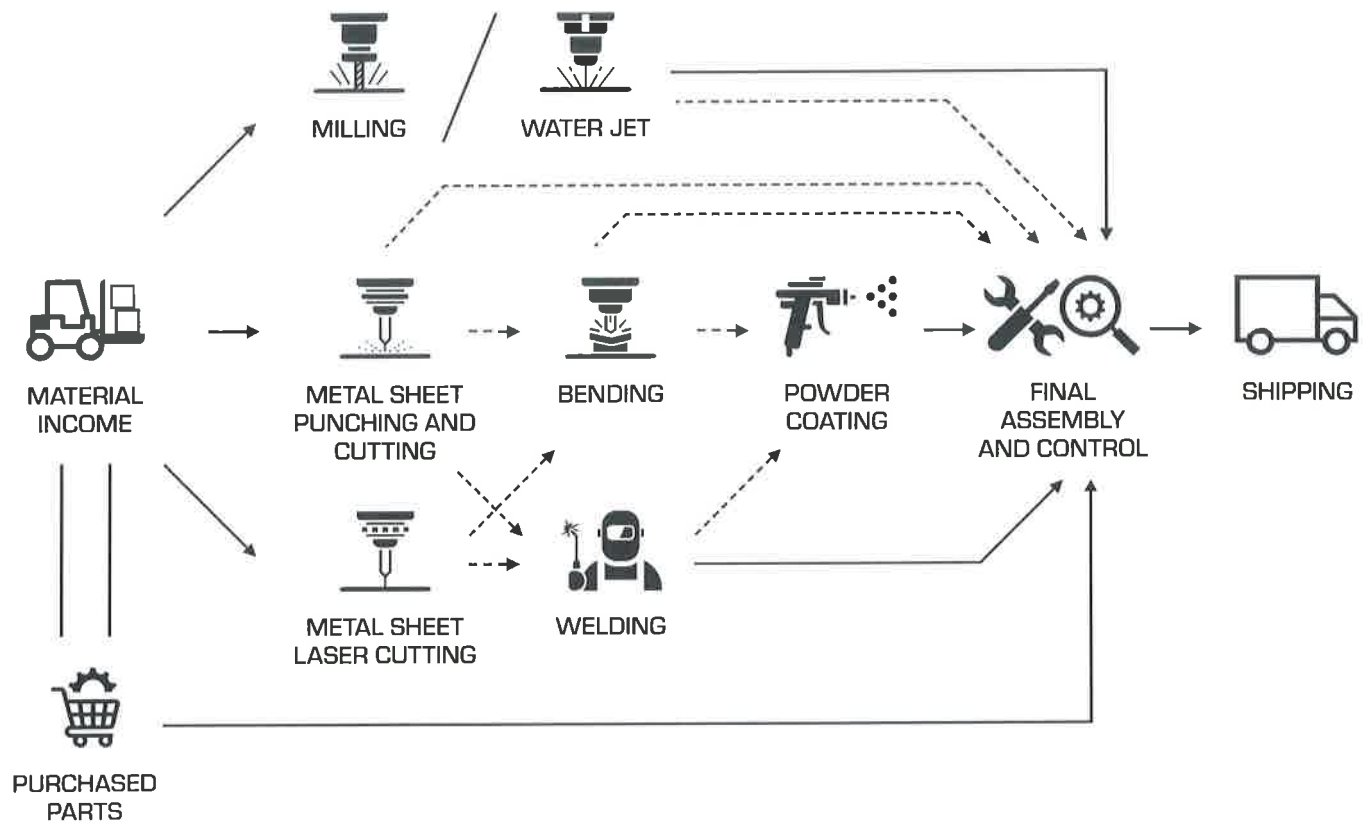 MILLING
WATER JET
MATERIAL
INCOME
METAL SHEET
PUNCHING AND
CUTTING
BENDING
POWDER
COATING
FINAL
ASSEMBLY
AND CONTROL
SHIPPING
METAL SHEET
LASER CUTTING
WELDING
PURCHASED
PARTS